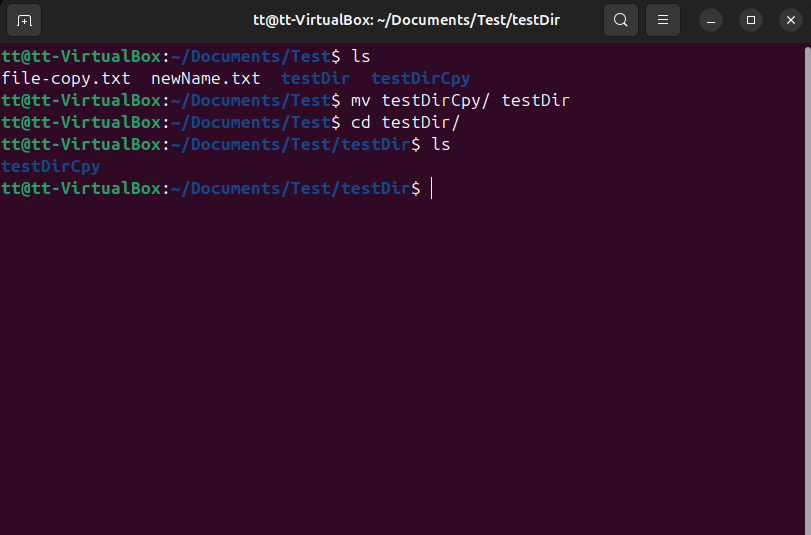 tt@tt-VirtualBox: ~/Documents/Test/testDir
tt@tt-VirtualBox:~/Documents/Test$ ls
file-copy.txt  newName.txt  testDir  testDirCpy
tt@tt-VirtualBox:~/Documents/Test$ mv testDirCpy/ testDir
tt@tt-VirtualBox:~/Documents/Test$ cd testDir/
tt@tt-VirtualBox:~/Documents/Test/testDir$ ls
testDirCpy
tt@tt-VirtualBox:~/Documents/Test/testDir$